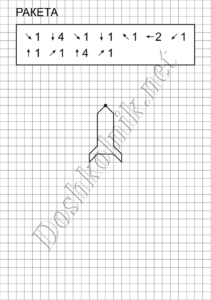 РАКЕТА
↘1 ↓4 ↘1 ↓1 ↖1 ←2 ↙1
↑1 ↗1 ↑4 ↗1
Doshkolnik.net